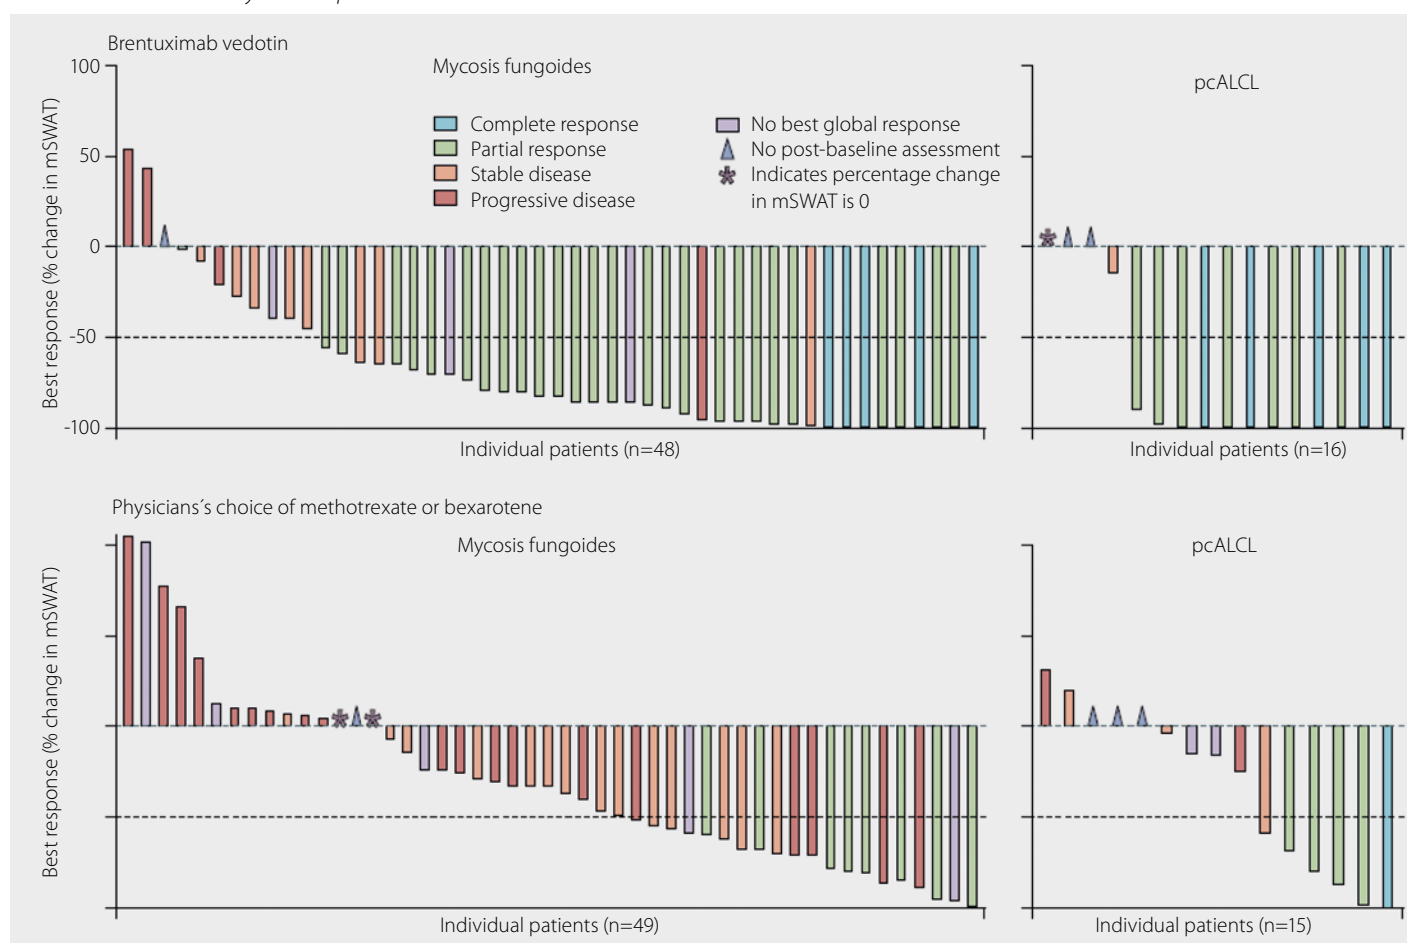 Brentuximab vedotin
Mycosis fungoides
pcALCL
100
50
0
-50
-100
Best response (% change in mSWAT)
Complete response
Partial response
Stable disease
Progressive disease
No best global response
No post-baseline assessment
Indicates percentage change
in mSWAT is 0
Individual patients (n=48)
Individual patients (n=16)
Physicians´s choice of methotrexate or bexarotene
Mycosis fungoides
pcALCL
Best response (% change in mSWAT)
Individual patients (n=49)
Individual patients (n=15)